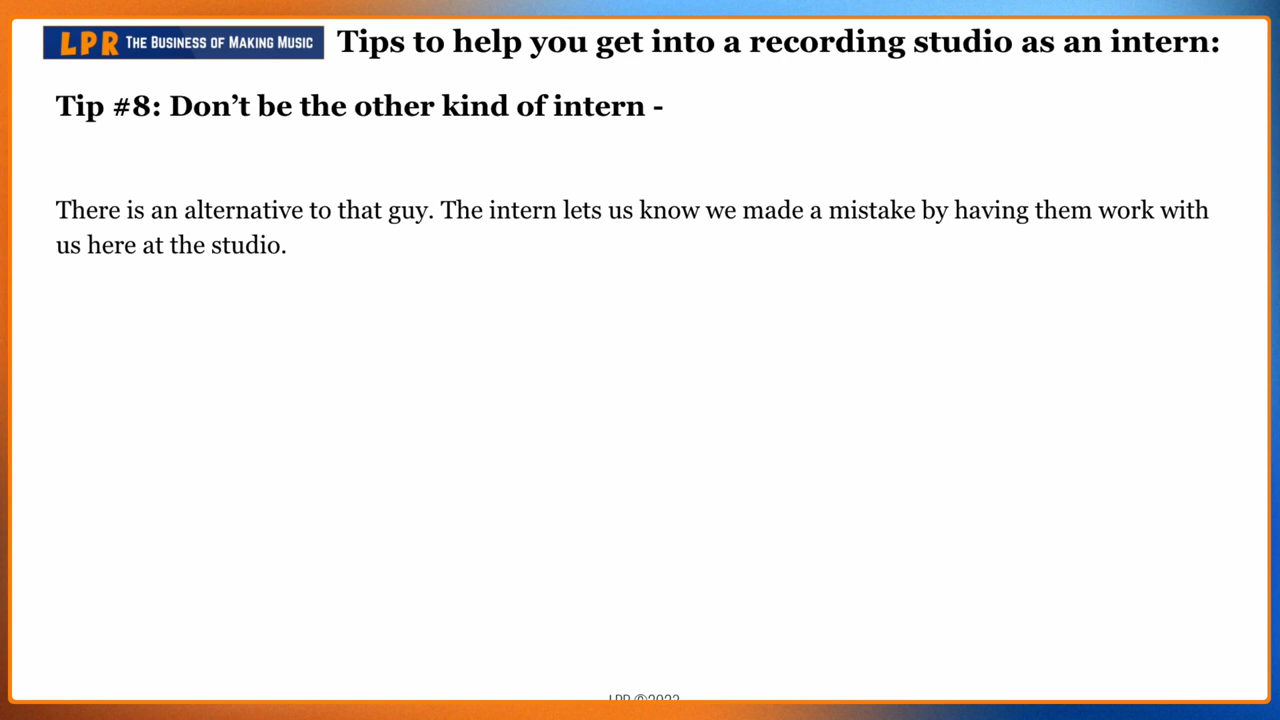 LPR THE BUSINESS OF MAKING MUSIC Tips to help you get into a recording studio as an intern:
Tip #8: Don’t be the other kind of intern -
There is an alternative to that guy. The intern lets us know we made a mistake by having them work with
us here at the studio.
LPR ©2022